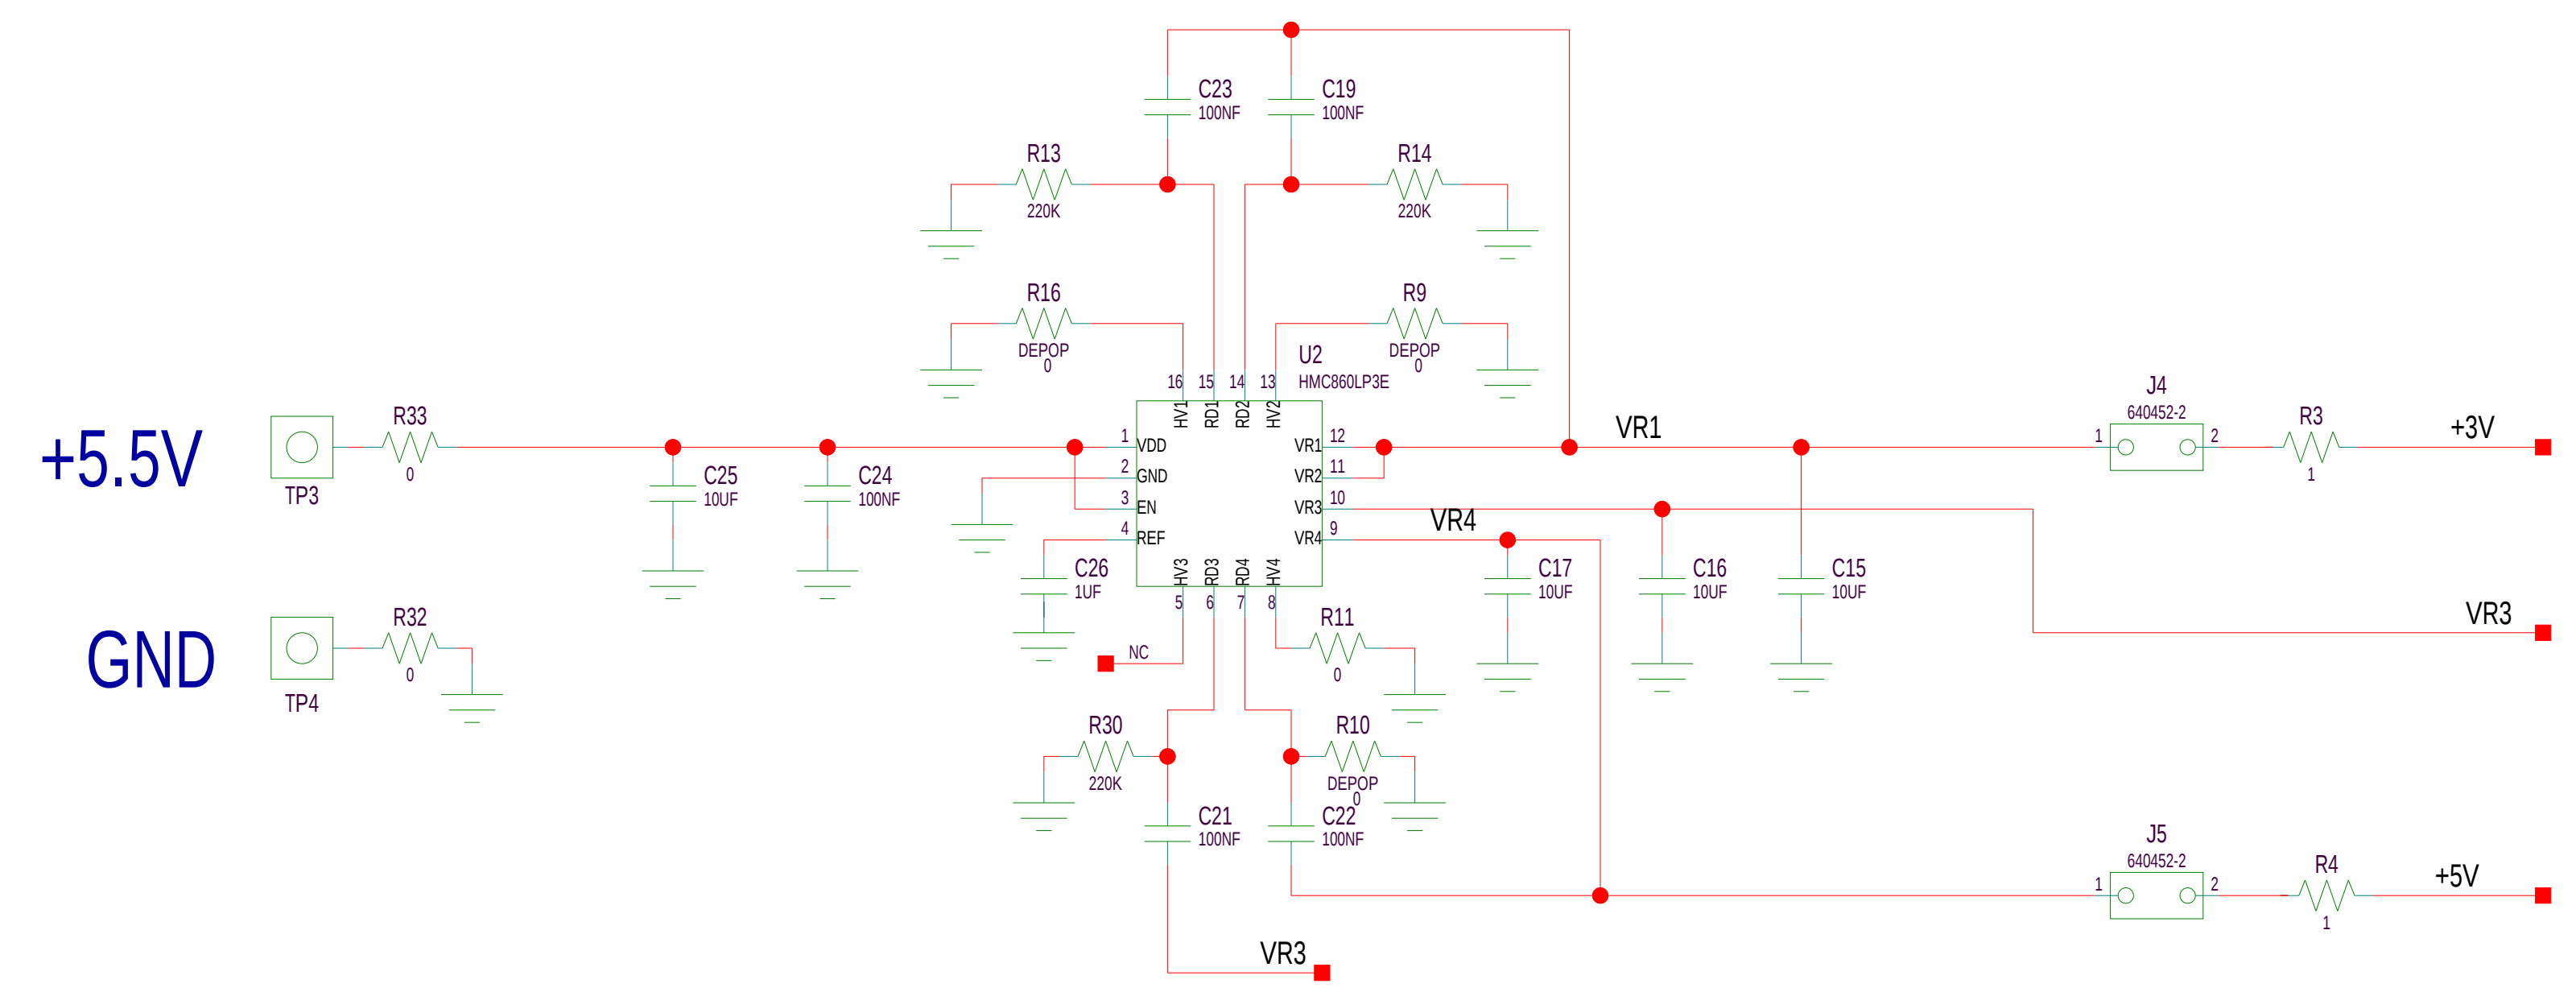 C23
100NF
C19
100NF
R13
220K
R14
220K
R16
DEPOP
0
R9
DEPOP
0
U2
HMC860LP3E
16
15
14
13
HV1
RD1
RD2
HV2
+5.5V
TP3
R33
0
C25
10UF
C24
100NF
1
VDD
2
GND
3
EN
4
REF
VR1
12
VR2
11
VR3
10
VR4
9
HV3
RD3
RD4
HV4
5
6
7
8
VR1
VR4
J4
640452-2
1
2
R3
1
+3V
C26
1UF
C17
10UF
C16
10UF
C15
10UF
VR3
GND
TP4
R32
0
NC
R11
0
R30
220K
R10
DEPOP
0
C21
100NF
C22
100NF
J5
640452-2
1
2
R4
1
+5V
VR3